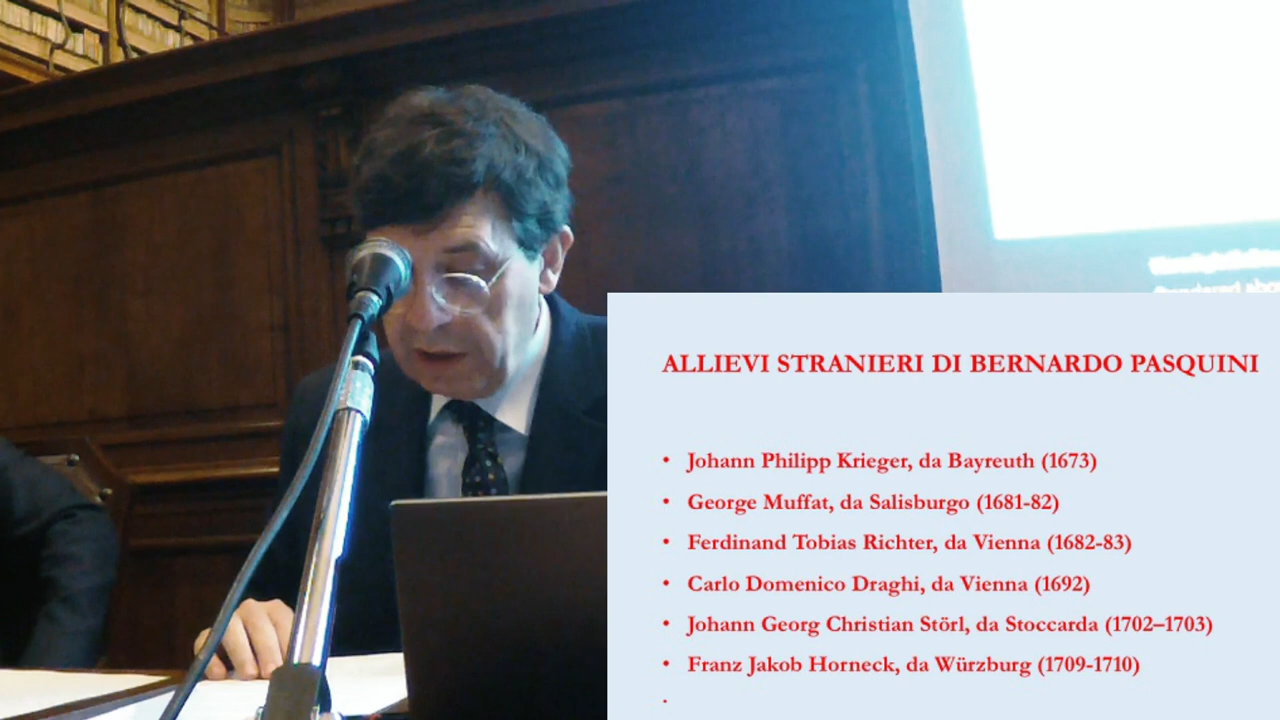 ALLIEVI STRANIERI DI BERNARDO PASQUINI
• Johann Philipp Krieger, da Bayreuth (1673)
• George Muffat, da Salisburgo (1681-82)
• Ferdinand Tobias Richter, da Vienna (1682-83)
• Carlo Domenico Draghi, da Vienna (1692)
• Johann Georg Christian Störl, da Stoccarda (1702–1703)
• Franz Jakob Horneck, da Würzburg (1709-1710)
.